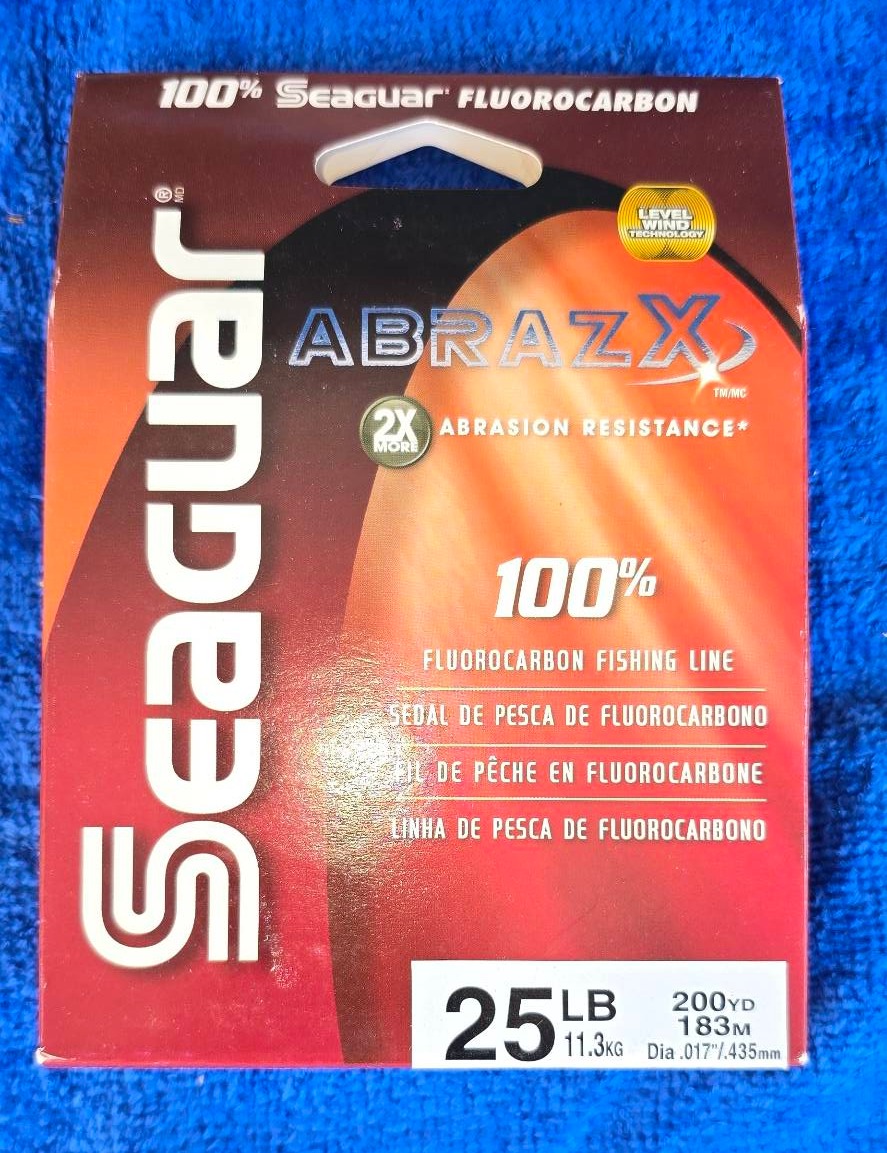 100% Seaguar FLUOROCARBON
Seaguar® MD
LEVEL
WIND
TECHNOLOGY
ABRAZX
TM/MC
2X
MORE
ABRASION RESISTANCE*
100%
FLUOROCARBON FISHING LINE
SEDAL DE PESCA DE FLUOROCARBONO
FIL DE PÊCHE EN FLUOROCARBONE
LINHA DE PESCA DE FLUOROCARBONO
25LB
11.3KG
200YD
183M
Dia .017"/.435mm